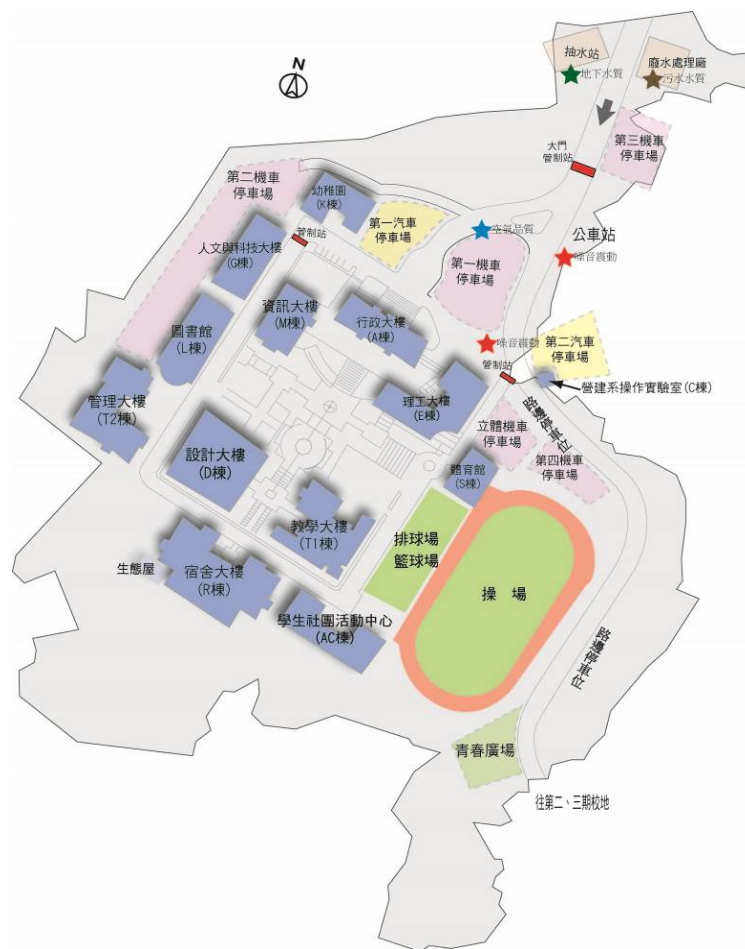 N
抽水站
地下水質
廢水處理廠
污水水質
大門
管制站
第三機車
停車場
第二機車
停車場
幼稚園
(K棟)
第一汽車
停車場
空氣品質
公車站
噪音震動
人文與科技大樓
(G棟)
管制站
第一機車
停車場
資訊大樓
(M棟)
行政大樓
(A棟)
圖書館
(L棟)
噪音震動
第二汽車
停車場
管制站
營建系操作實驗室(C棟)
管理大樓
(T2棟)
理工大樓
(E棟)
路邊停車位
立體機車
停車場
第四機車
停車場
設計大樓
(D棟)
體育館
(S棟)
教學大樓
(T1棟)
排球場
籃球場
生態屋
宿舍大樓
(R棟)
操 場
學生社團活動中心
(AC棟)
路邊停車位
青春廣場
往第二、三期校地